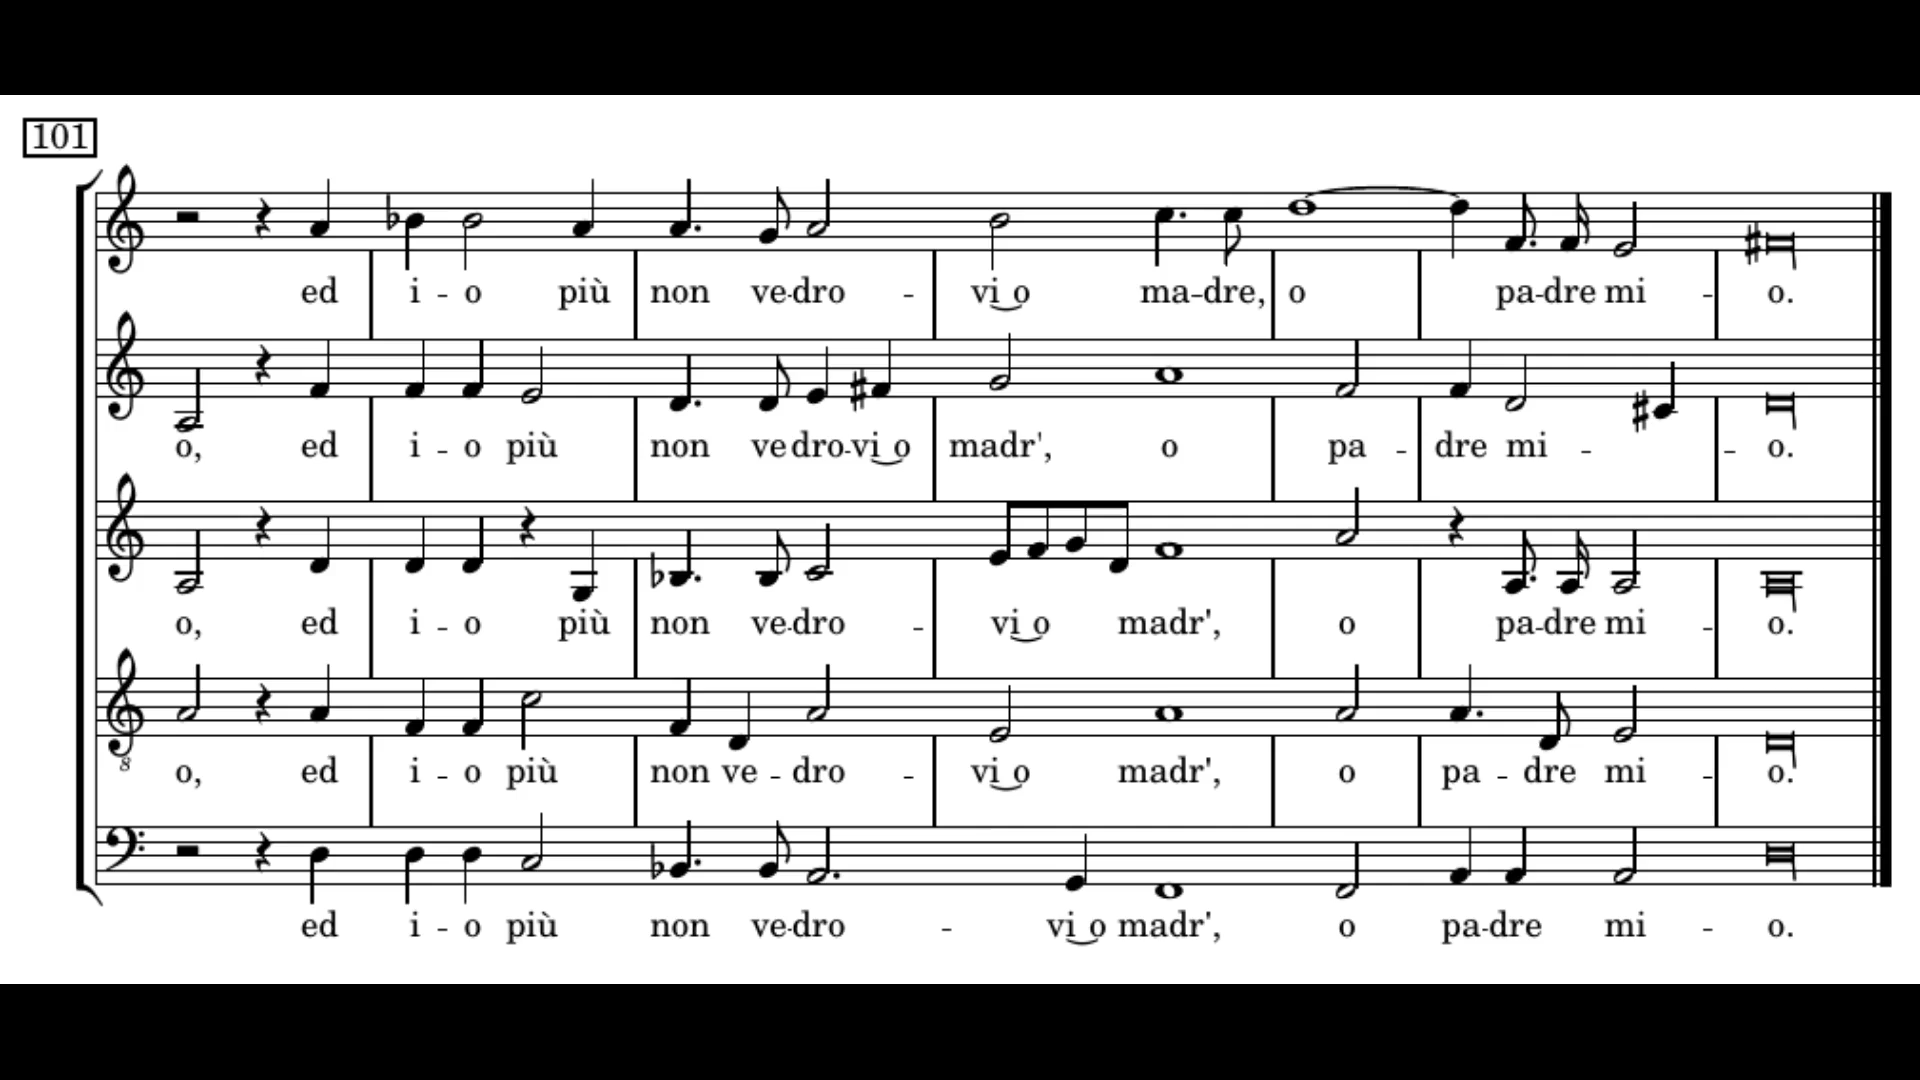 101
ed i - o più non ve-dro - vi‿o ma-dre, o pa-dre mi - o.
o, ed i - o più non vedro-vi‿o madr', o pa - dre mi - - o.
o, ed i - o più non ve-dro - vi‿o madr', o pa-dre mi - o.
8
o, ed i - o più non ve - dro - vi‿o madr', o pa - dre mi - o.
ed i - o più non ve-dro - vi‿o madr', o pa-dre mi - o.